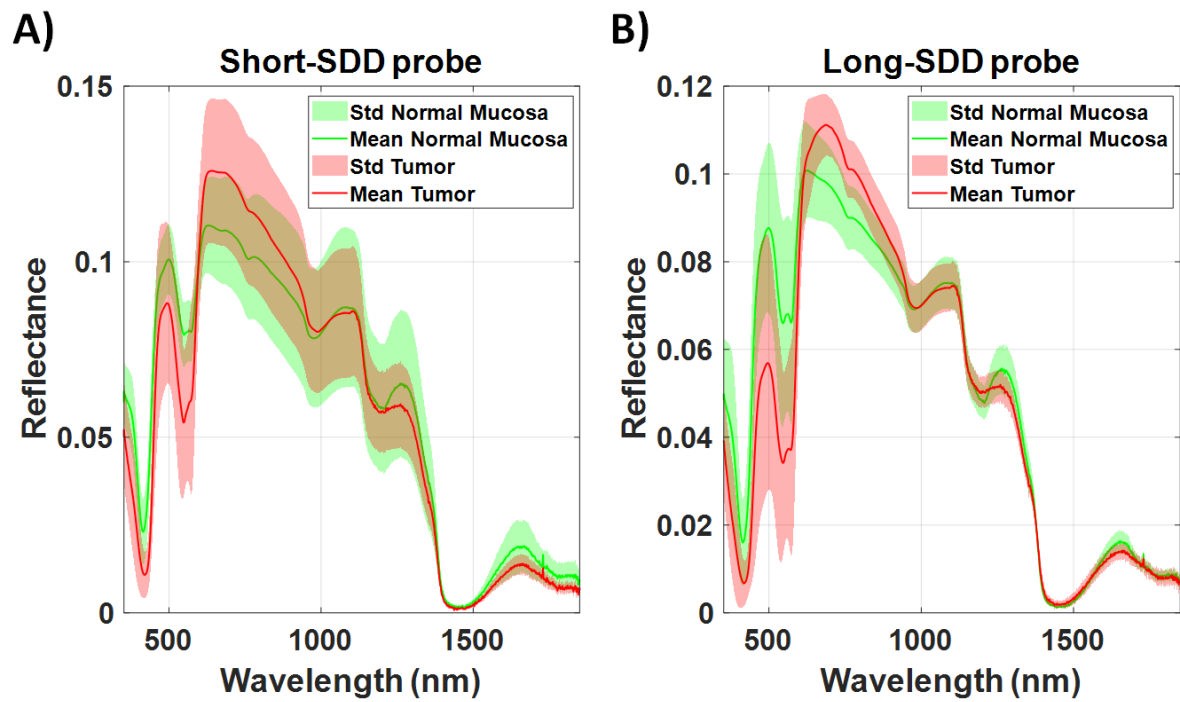 A)
Short-SDD probe
0.15
0.1
0.05
0
Reflectance
Std Normal Mucosa
Mean Normal Mucosa
Std Tumor
Mean Tumor
500
1000
1500
Wavelength (nm)
B)
Long-SDD probe
0.12
0.1
0.08
0.06
0.04
0.02
0
Reflectance
Std Normal Mucosa
Mean Normal Mucosa
Std Tumor
Mean Tumor
500
1000
1500
Wavelength (nm)